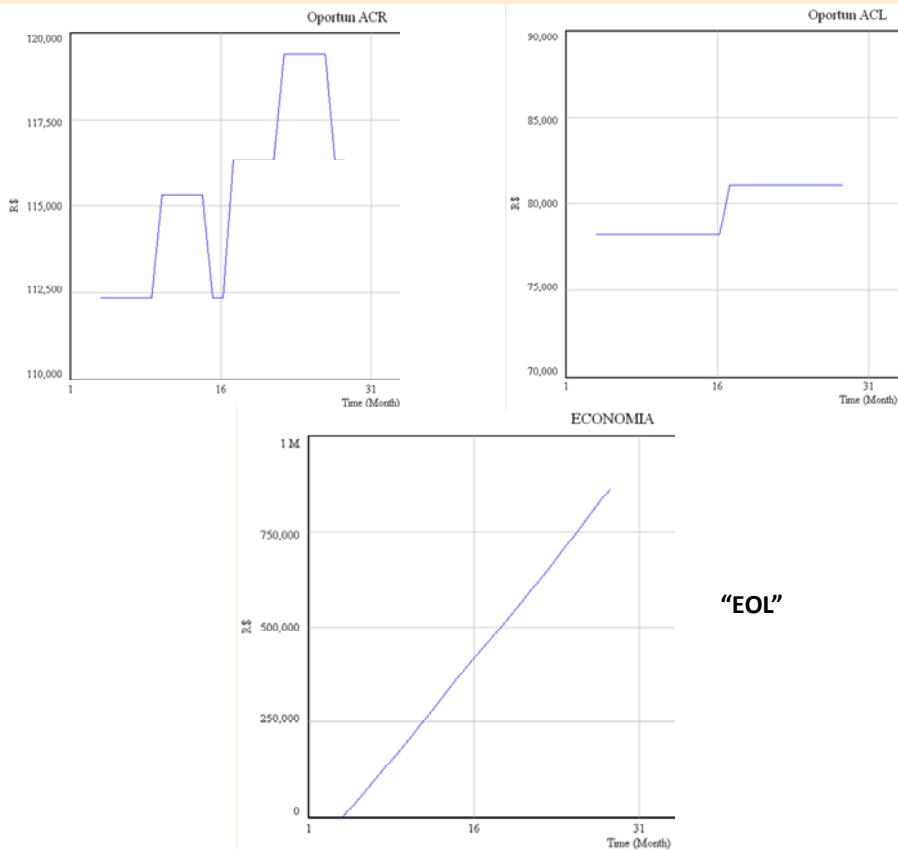 Oportun ACR
120,000
117,500
115,000
112,500
110,000
R$
1 16 31
Time (Month)
Oportun ACL
90,000
85,000
80,000
75,000
70,000
R$
1 16 31
Time (Month)
ECONOMIA
1 M
750,000
500,000
250,000
0
R$
1 16 31
Time (Month)
“EOL”